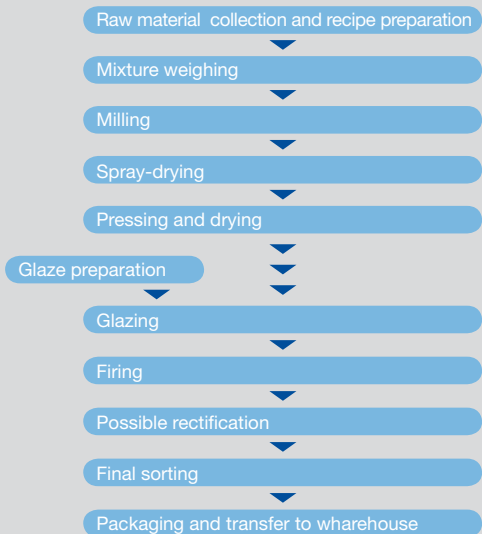 Raw material collection and recipe preparation
Mixture weighing
Milling
Spray-drying
Pressing and drying
Glaze preparation
Glazing
Firing
Possible rectification
Final sorting
Packaging and transfer to wharehouse